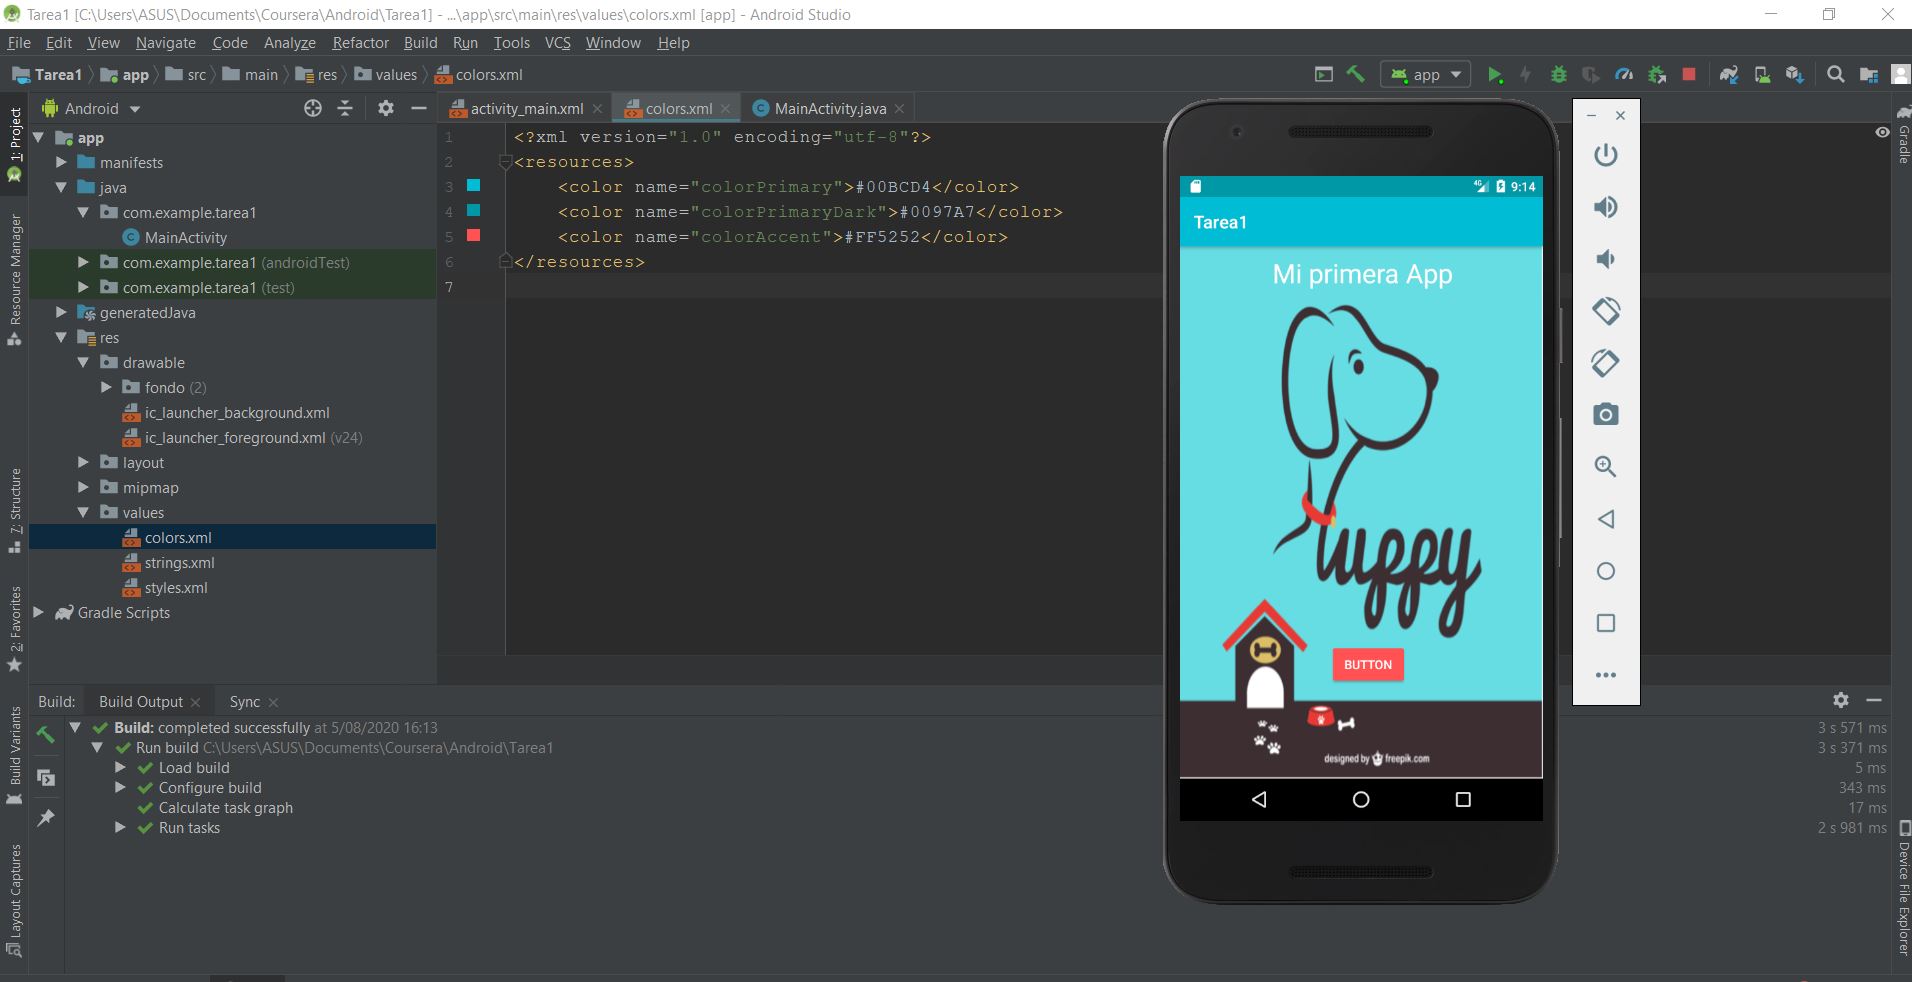 Tarea1 [C:\Users\ASUS\Documents\Coursera\Android\Tarea1] - ...\app\src\main\res\values\colors.xml [app] - Android Studio
File Edit View Navigate Code Analyze Refactor Build Run Tools VCS Window Help
Tarea1 app src main res values colors.xml
app
Android
activity_main.xml colors.xml MainActivity.java
1 <?xml version="1.0" encoding="utf-8"?>
2 <resources>
3 <color name="colorPrimary">#00BCD4</color>
4 <color name="colorPrimaryDark">#0097A7</color>
5 <color name="colorAccent">#FF5252</color>
6 </resources>
7
app
manifests
java
com.example.tarea1
MainActivity
com.example.tarea1 (androidTest)
com.example.tarea1 (test)
generatedJava
res
drawable
fondo (2)
ic_launcher_background.xml
ic_launcher_foreground.xml (v24)
layout
mipmap
values
colors.xml
strings.xml
styles.xml
Gradle Scripts
1: Project
Resource Manager
7: Structure
2: Favorites
Build Variants
Layout Captures
Gradle
Device File Explorer
4G 9:14
Tarea1
Mi primera App
Puppy
BUTTON
designed by freepik.com
Build: Build Output Sync
Build: completed successfully at 5/08/2020 16:13 3 s 571 ms
Run build C:\Users\ASUS\Documents\Coursera\Android\Tarea1 3 s 371 ms
Load build 5 ms
Configure build 343 ms
Calculate task graph 17 ms
Run tasks 2 s 981 ms